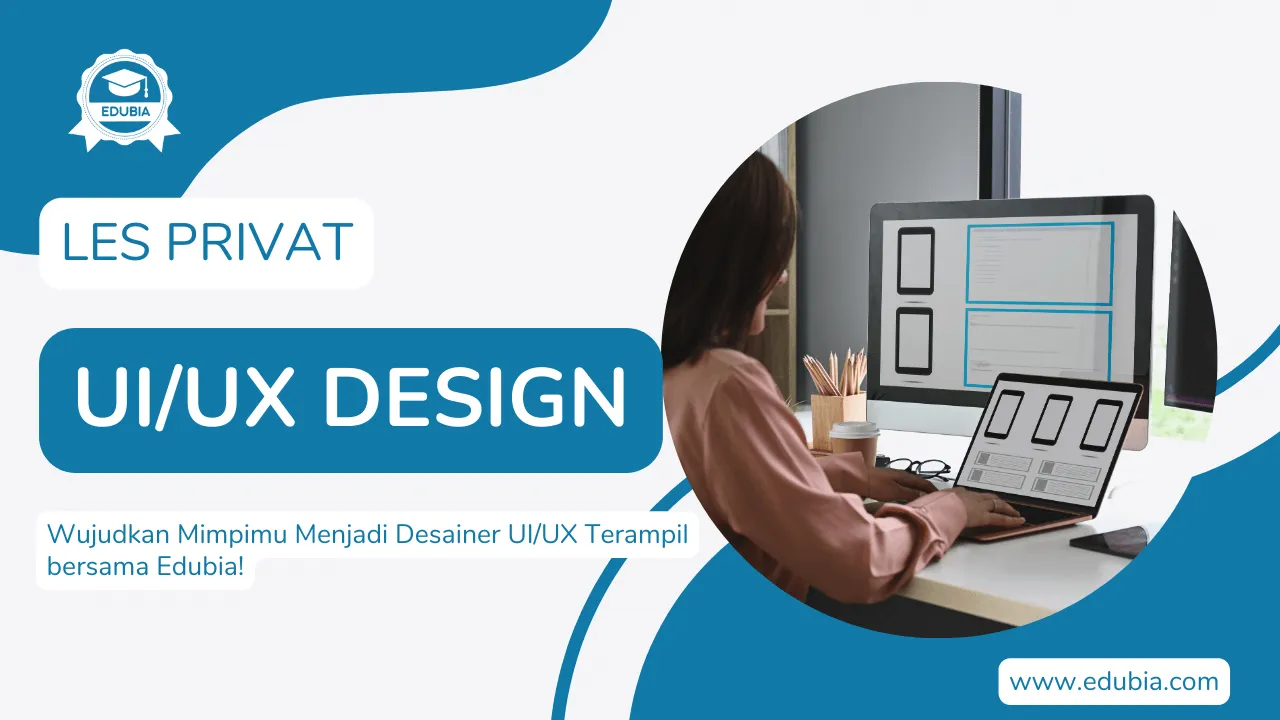 EDUBIA
LES PRIVAT
UI/UX DESIGN
Wujudkan Mimpimu Menjadi Desainer UI/UX Terampil
bersama Edubia!
www.edubia.com